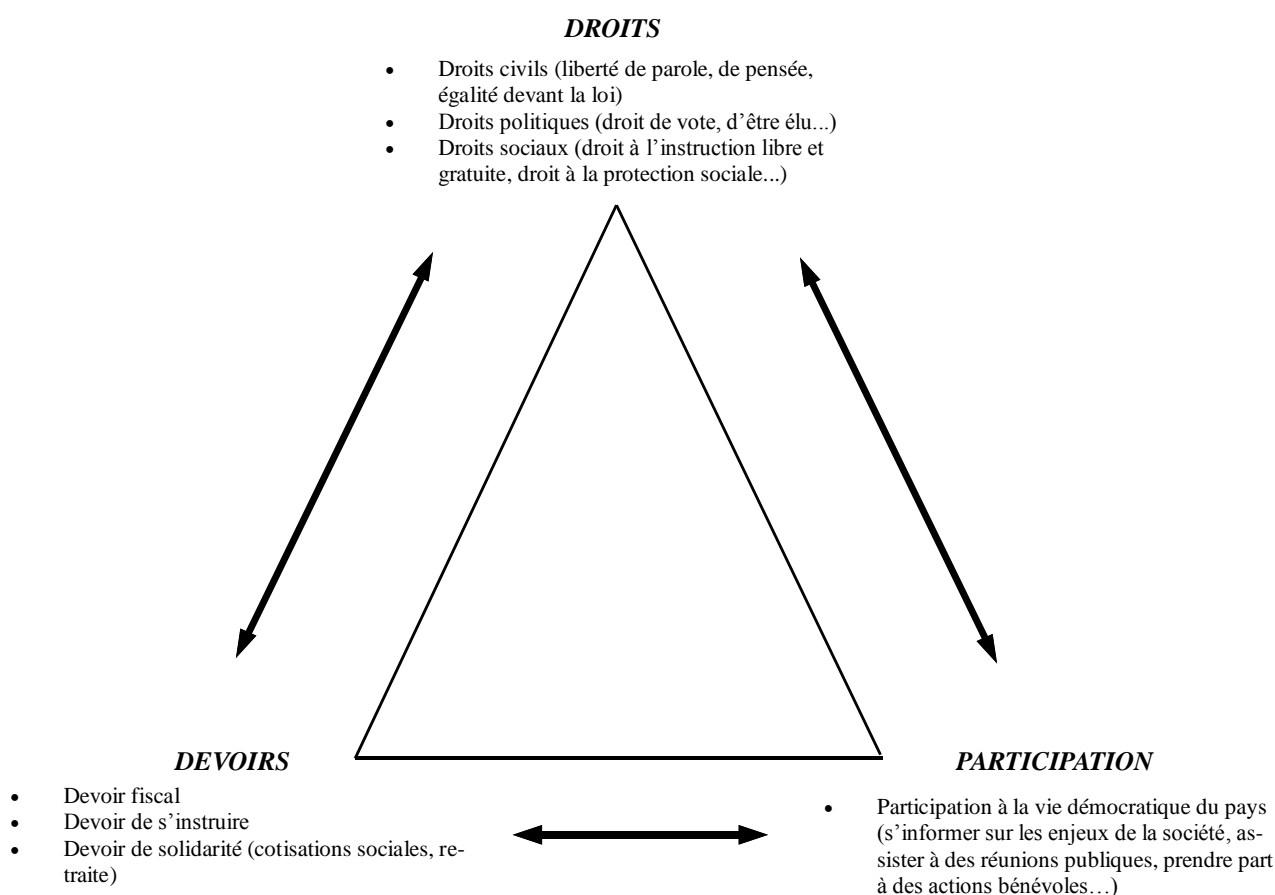 DROITS
• Droits civils (liberté de parole, de pensée,
égalité devant la loi)
• Droits politiques (droit de vote, d’être élu...)
• Droits sociaux (droit à l’instruction libre et
gratuite, droit à la protection sociale...)
DEVOIRS
• Devoir fiscal
• Devoir de s’instruire
• Devoir de solidarité (cotisations sociales, re-
traite)
PARTICIPATION
• Participation à la vie démocratique du pays
(s’informer sur les enjeux de la société, as-
sister à des réunions publiques, prendre part
à des actions bénévoles…)